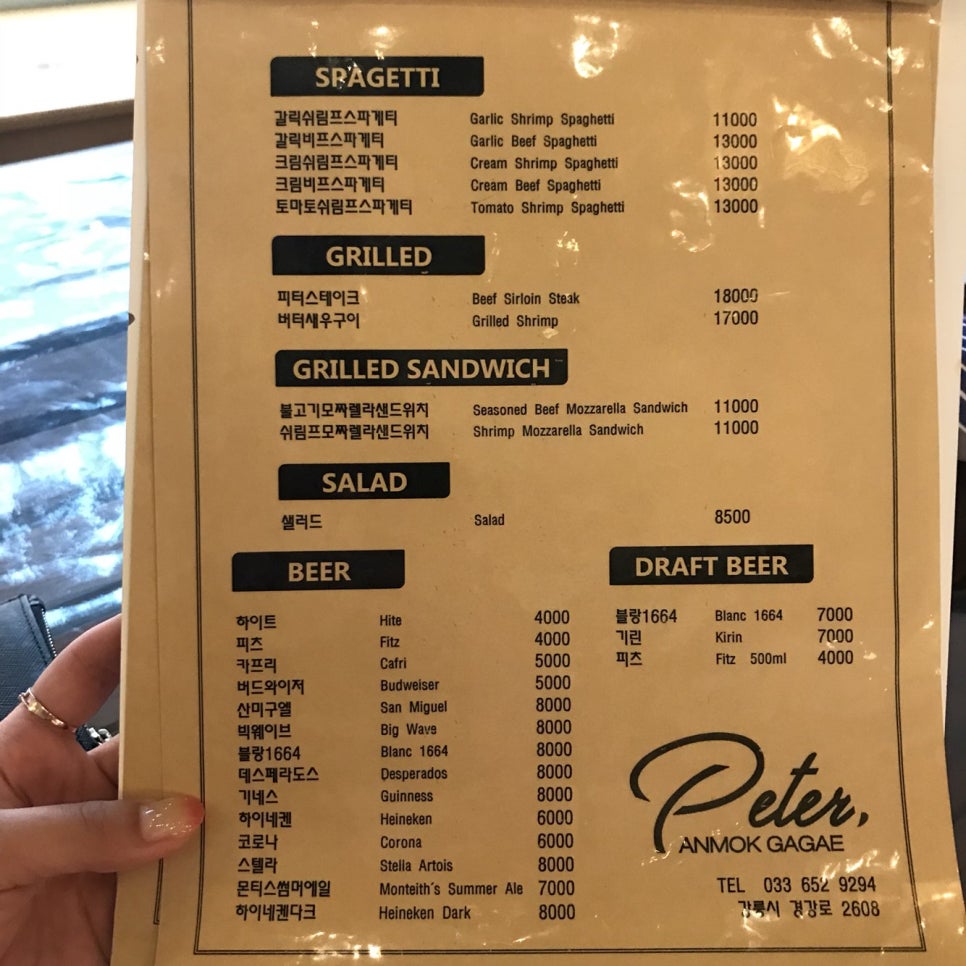 SPAGETTI
갈릭쉬림프스파게티 Garlic Shrimp Spaghetti 11000
갈릭비프스파게티 Garlic Beef Spaghetti 13000
크림쉬림프스파게티 Cream Shrimp Spaghetti 13000
크림비프스파게티 Cream Beef Spaghetti 13000
토마토쉬림프스파게티 Tomato Shrimp Spaghetti 13000
GRILLED
피터스테이크 Beef Sirloin Steak 18000
버터새우구이 Grilled Shrimp 17000
GRILLED SANDWICH
불고기모짜렐라샌드위치 Seasoned Beef Mozzarella Sandwich 11000
쉬림프모짜렐라샌드위치 Shrimp Mozzarella Sandwich 11000
SALAD
샐러드 Salad 8500
BEER
하이트 Hite 4000
피츠 Fitz 4000
카프리 Cafri 5000
버드와이저 Budweiser 5000
산미구엘 San Miguel 8000
빅웨이브 Big Wave 8000
블랑1664 Blanc 1664 8000
데스페라도스 Desperados 8000
기네스 Guinness 8000
하이네켄 Heineken 6000
코로나 Corona 6000
스텔라 Stella Artois 8000
몬티스썸머에일 Monteith's Summer Ale 7000
하이네켄다크 Heineken Dark 8000
DRAFT BEER
블랑1664 Blanc 1664 7000
기린 Kirin 7000
피츠 Fitz 500ml 4000
Peter,
ANMOK GAGAE
TEL 033 652 9294
강릉시 경강로 2608